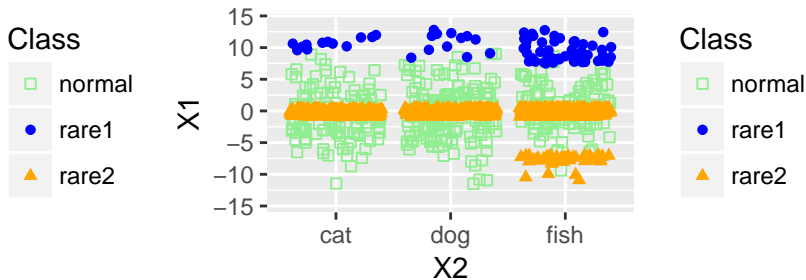 Class
normal
rare1
rare2
X1
15
10
5
0
−5
−10
−15
cat dog fish
X2
Class
normal
rare1
rare2